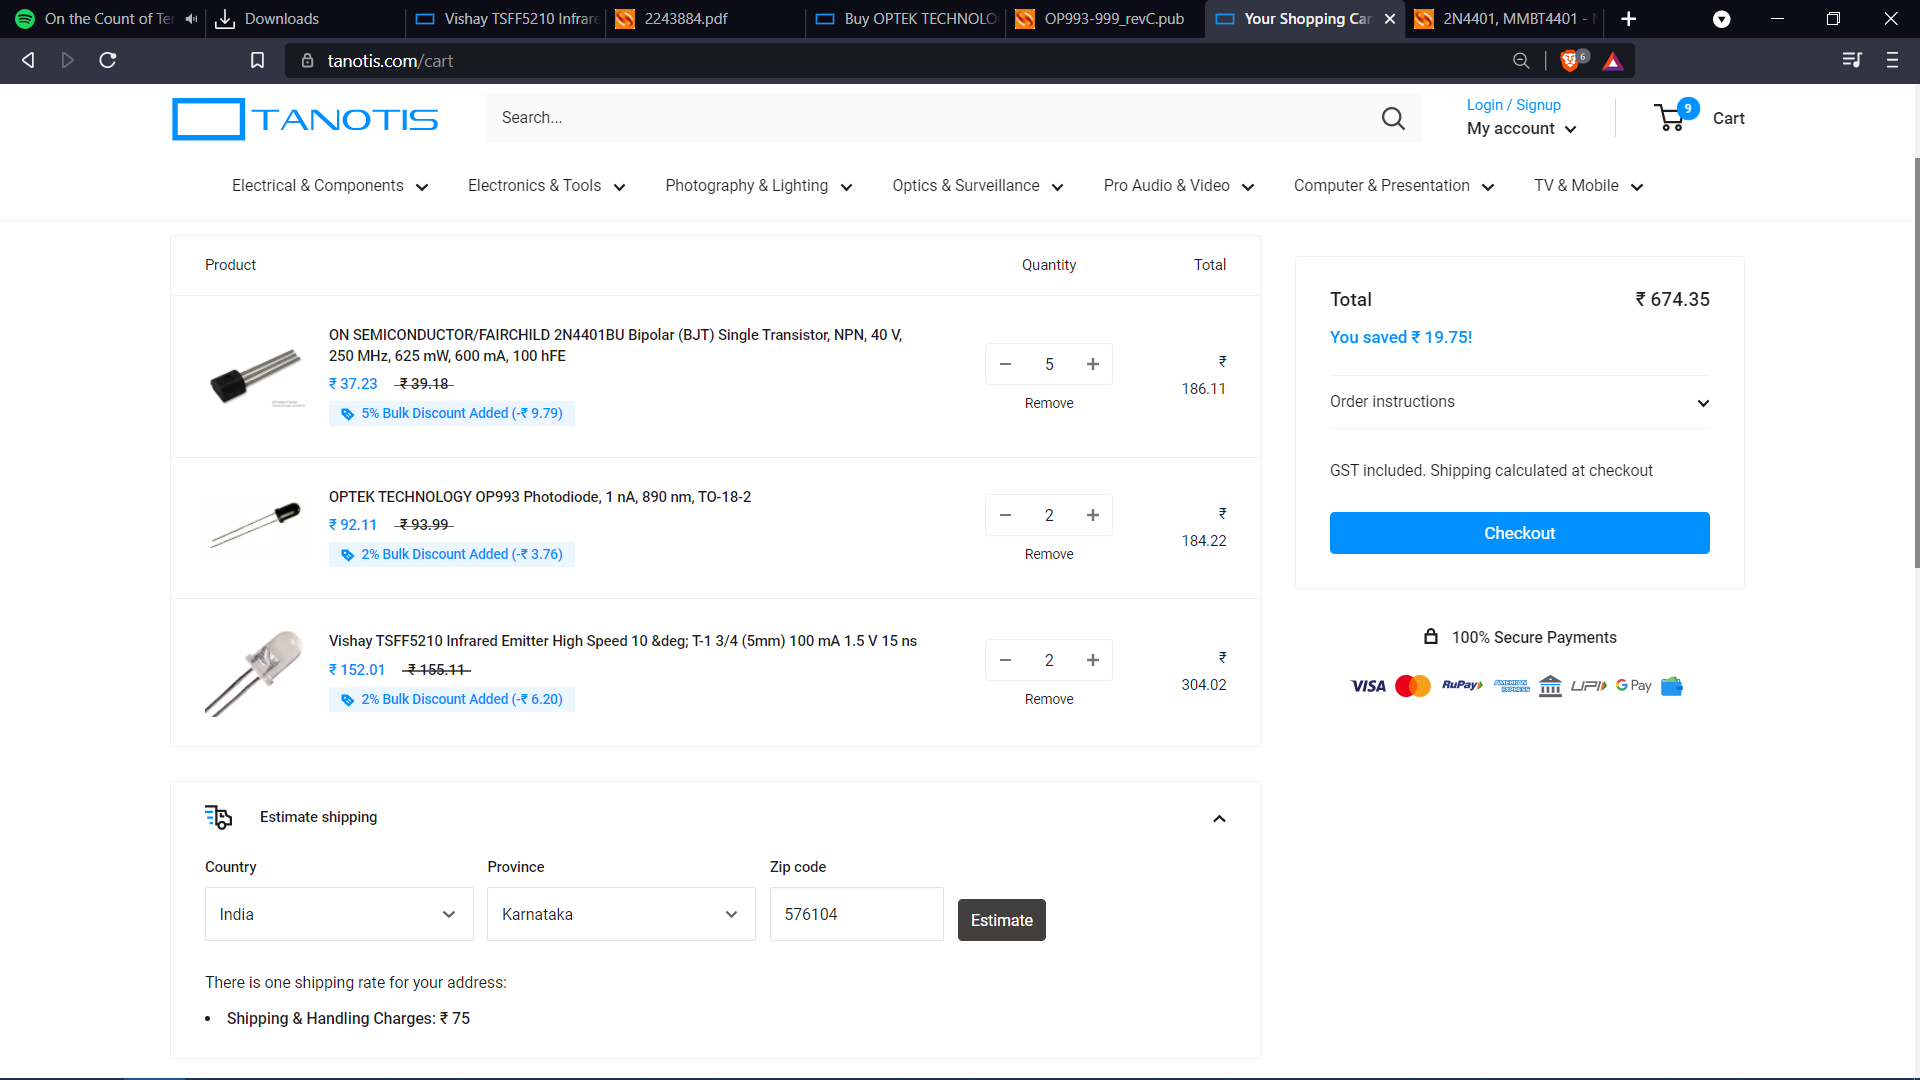 On the Count of Te
Downloads
Vishay TSFF5210 Infrare
2243884.pdf
Buy OPTEK TECHNOLO
OP993-999_revC.pub
Your Shopping Car
2N4401, MMBT4401 -
tanotis.com/cart
6
TANOTIS
Search...
Login / Signup
My account
9
Cart
Electrical & Components
Electronics & Tools
Photography & Lighting
Optics & Surveillance
Pro Audio & Video
Computer & Presentation
TV & Mobile
Product
Quantity
Total
ON SEMICONDUCTOR/FAIRCHILD 2N4401BU Bipolar (BJT) Single Transistor, NPN, 40 V,
250 MHz, 625 mW, 600 mA, 100 hFE
₹ 37.23 ₹ 39.18
5% Bulk Discount Added (-₹ 9.79)
5
Remove
₹
186.11
OPTEK TECHNOLOGY OP993 Photodiode, 1 nA, 890 nm, TO-18-2
₹ 92.11 ₹ 93.99
2% Bulk Discount Added (-₹ 3.76)
2
Remove
₹
184.22
Vishay TSFF5210 Infrared Emitter High Speed 10 &deg; T-1 3/4 (5mm) 100 mA 1.5 V 15 ns
₹ 152.01 ₹ 155.11
2% Bulk Discount Added (-₹ 6.20)
2
Remove
₹
304.02
Total ₹ 674.35
You saved ₹ 19.75!
Order instructions
GST included. Shipping calculated at checkout
Checkout
100% Secure Payments
VISA RuPay AMERICAN EXPRESS UPI G Pay
Estimate shipping
Country
Province
Zip code
India
Karnataka
576104
Estimate
There is one shipping rate for your address:
• Shipping & Handling Charges: ₹ 75